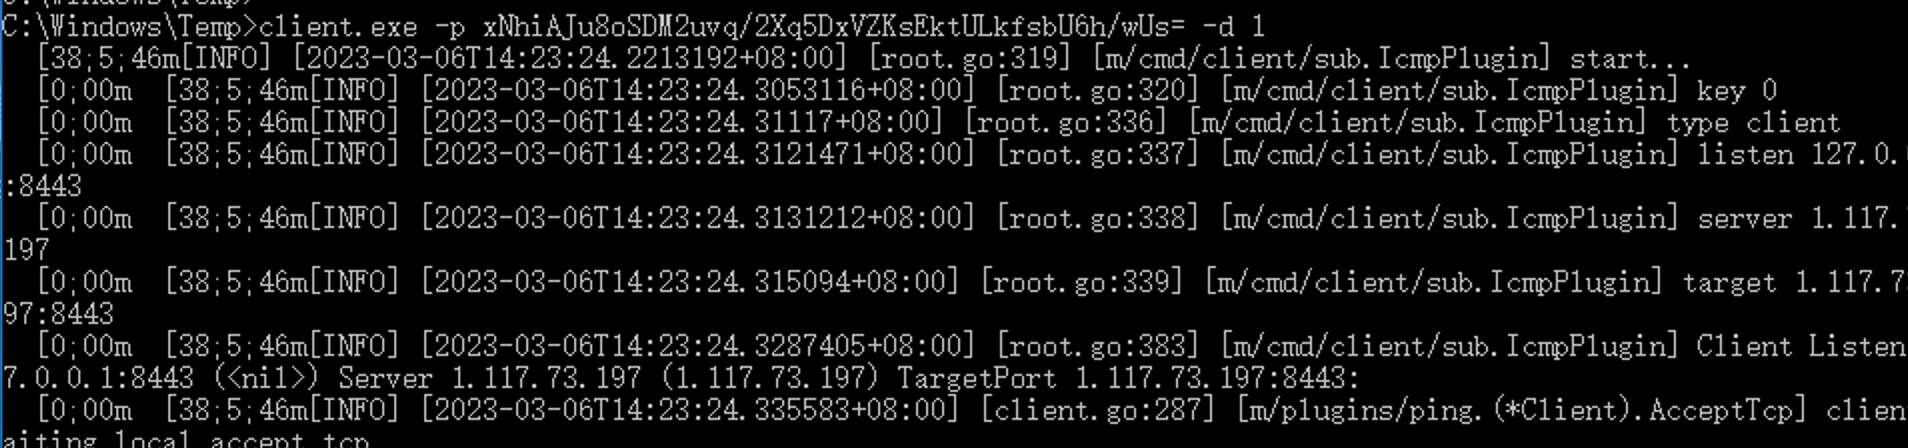 C:\Windows\Temp>client.exe -p xNhiAJu8oSDM2uvq/2Xq5DxVZKsEktULkfsbU6h/wUs= -d 1
[38;5;46m[INFO] [2023-03-06T14:23:24.2213192+08:00] [root.go:319] [m/cmd/client/sub.IcmpPlugin] start...
[0;00m [38;5;46m[INFO] [2023-03-06T14:23:24.3053116+08:00] [root.go:320] [m/cmd/client/sub.IcmpPlugin] key 0
[0;00m [38;5;46m[INFO] [2023-03-06T14:23:24.31117+08:00] [root.go:336] [m/cmd/client/sub.IcmpPlugin] type client
[0;00m [38;5;46m[INFO] [2023-03-06T14:23:24.3121471+08:00] [root.go:337] [m/cmd/client/sub.IcmpPlugin] listen 127.0.
:8443
[0;00m [38;5;46m[INFO] [2023-03-06T14:23:24.3131212+08:00] [root.go:338] [m/cmd/client/sub.IcmpPlugin] server 1.117.
197
[0;00m [38;5;46m[INFO] [2023-03-06T14:23:24.315094+08:00] [root.go:339] [m/cmd/client/sub.IcmpPlugin] target 1.117.7
97:8443
[0;00m [38;5;46m[INFO] [2023-03-06T14:23:24.3287405+08:00] [root.go:383] [m/cmd/client/sub.IcmpPlugin] Client Listen
7.0.0.1:8443 (<nil>) Server 1.117.73.197 (1.117.73.197) TargetPort 1.117.73.197:8443:
[0;00m [38;5;46m[INFO] [2023-03-06T14:23:24.335583+08:00] [client.go:287] [m/plugins/ping.(*Client).AcceptTcp] clien
aiting local accept tcp